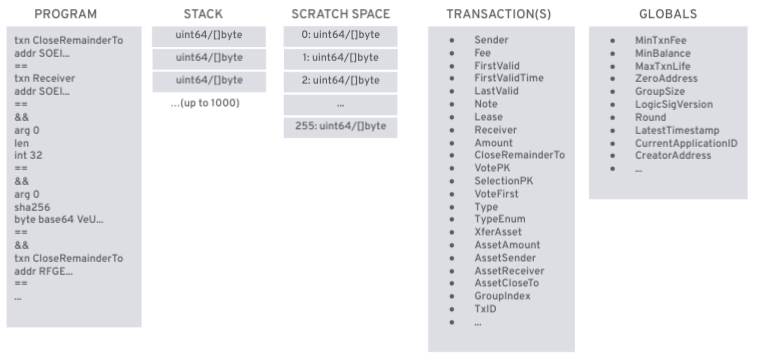 PROGRAM
txn CloseRemainderTo
addr SOEI...
==
txn Receiver
addr SOEI...
==
&&
arg 0
len
int 32
==
&&
arg 0
sha256
byte base64 VeU...
==
&&
txn CloseRemainderTo
addr RFGE...
==
...
STACK
uint64/[]byte
uint64/[]byte
uint64/[]byte
...(up to 1000)
SCRATCH SPACE
0: uint64/[]byte
1: uint64/[]byte
2: uint64/[]byte
...
255: uint64/[]byte
TRANSACTION(S)
● Sender
● Fee
● FirstValid
● FirstValidTime
● LastValid
● Note
● Lease
● Receiver
● Amount
● CloseRemainderTo
● VotePK
● SelectionPK
● VoteFirst
● Type
● TypeEnum
● XferAsset
● AssetAmount
● AssetSender
● AssetReceiver
● AssetCloseTo
● GroupIndex
● TxID
● ...
GLOBALS
● MinTxnFee
● MinBalance
● MaxTxnLife
● ZeroAddress
● GroupSize
● LogicSigVersion
● Round
● LatestTimestamp
● CurrentApplicationID
● CreatorAddress
● ...